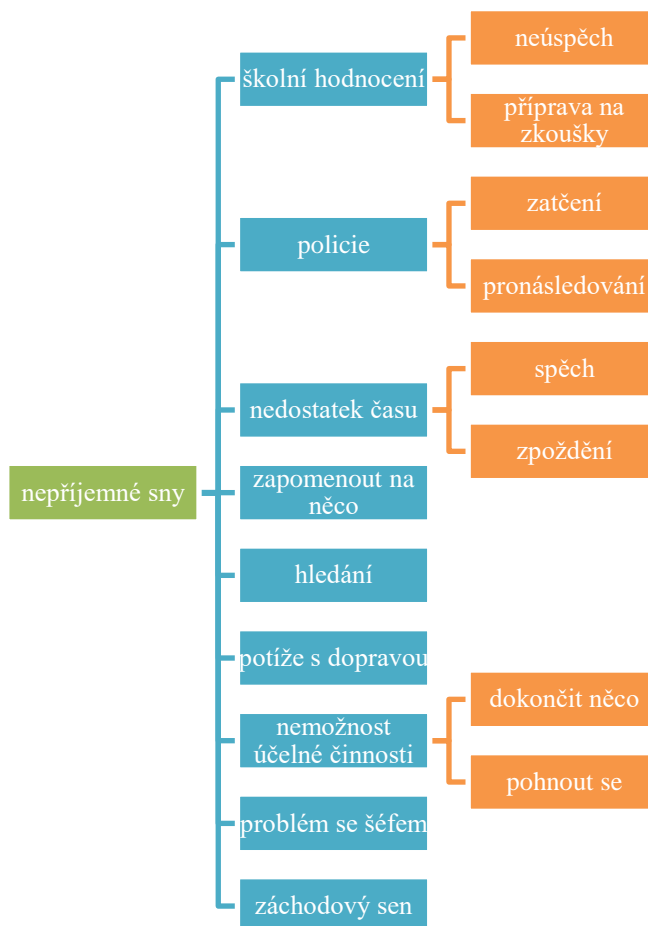 neúspěch
školní hodnocení
příprava na
zkoušky
zatčení
policie
pronásledování
spěch
nedostatek času
zpoždění
nepříjemné sny
zapomenout na
něco
hledání
potíže s dopravou
dokončit něco
nemožnost
účelné činnosti
pohnout se
problém se šéfem
záchodový sen